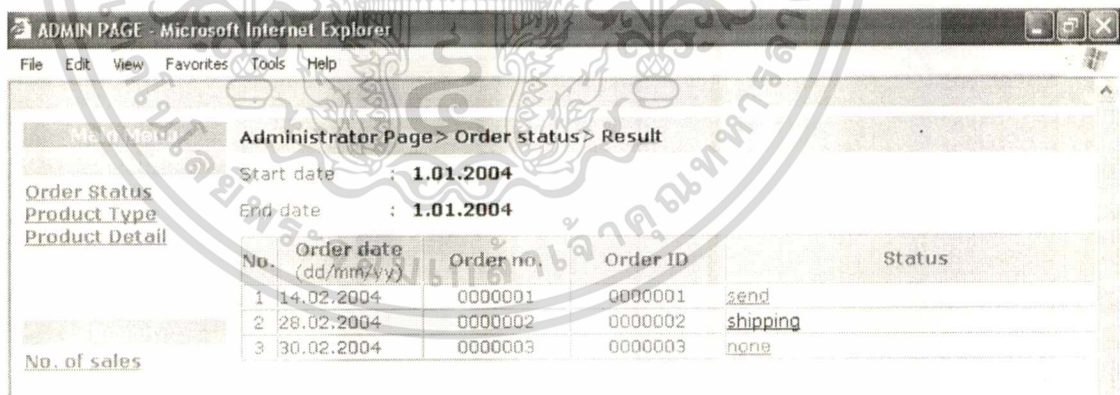 ADMIN PAGE - Microsoft Internet Explorer
File Edit View Favorites Tools Help
Main Menu
Order Status
Product Type
Product Detail
No. of sales
Administrator Page> Order status> Result
Start date : 1.01.2004
End date : 1.01.2004
No. Order date (dd/mm/yy) Order no. Order ID Status
1 14.02.2004 0000001 0000001 send
2 28.02.2004 0000002 0000002 shipping
3 30.02.2004 0000003 0000003 none